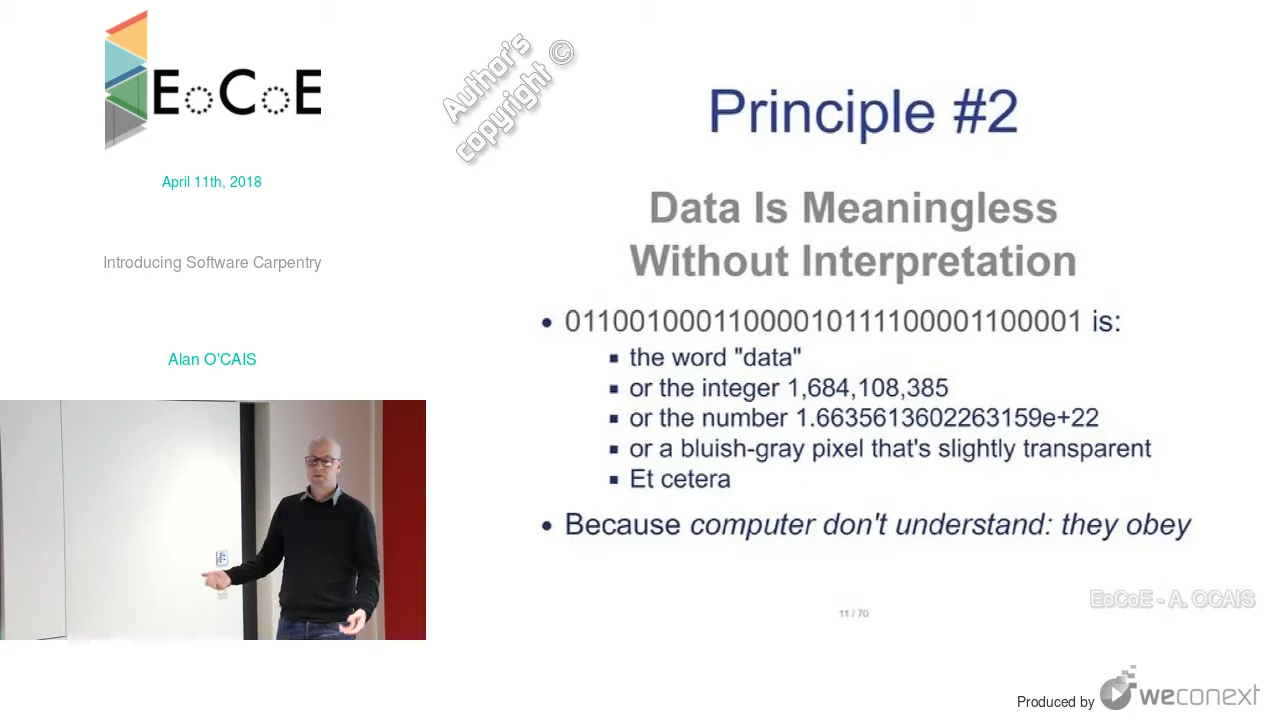 EoCoE
April 11th, 2018
Introducing Software Carpentry
Alan O'CAIS
Author's
copyright ©
Principle #2
Data Is Meaningless
Without Interpretation
• 01100100011000010111100001100001 is:
▪ the word "data"
▪ or the integer 1,684,108,385
▪ or the number 1.6635613602263159e+22
▪ or a bluish-gray pixel that's slightly transparent
▪ Et cetera
• Because computer don't understand: they obey
EoCoE - A. OCAIS
11 / 70
Produced by weconext